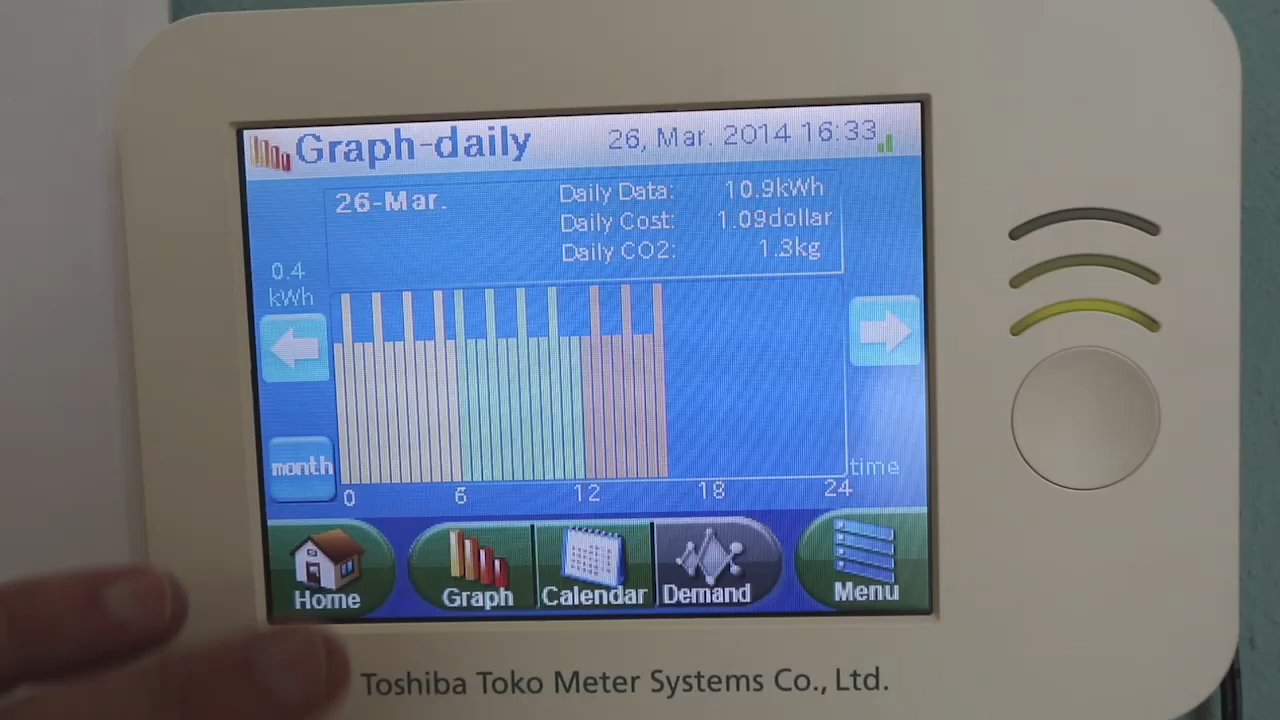 Graph-daily
26, Mar. 2014 16:33
26-Mar.
Daily Data: 10.9kWh
Daily Cost: 1.09dollar
Daily CO2: 1.3kg
0.4
kWh
month
time
0 6 12 18 24
Home
Graph
Calendar
Demand
Menu
Toshiba Toko Meter Systems Co., Ltd.